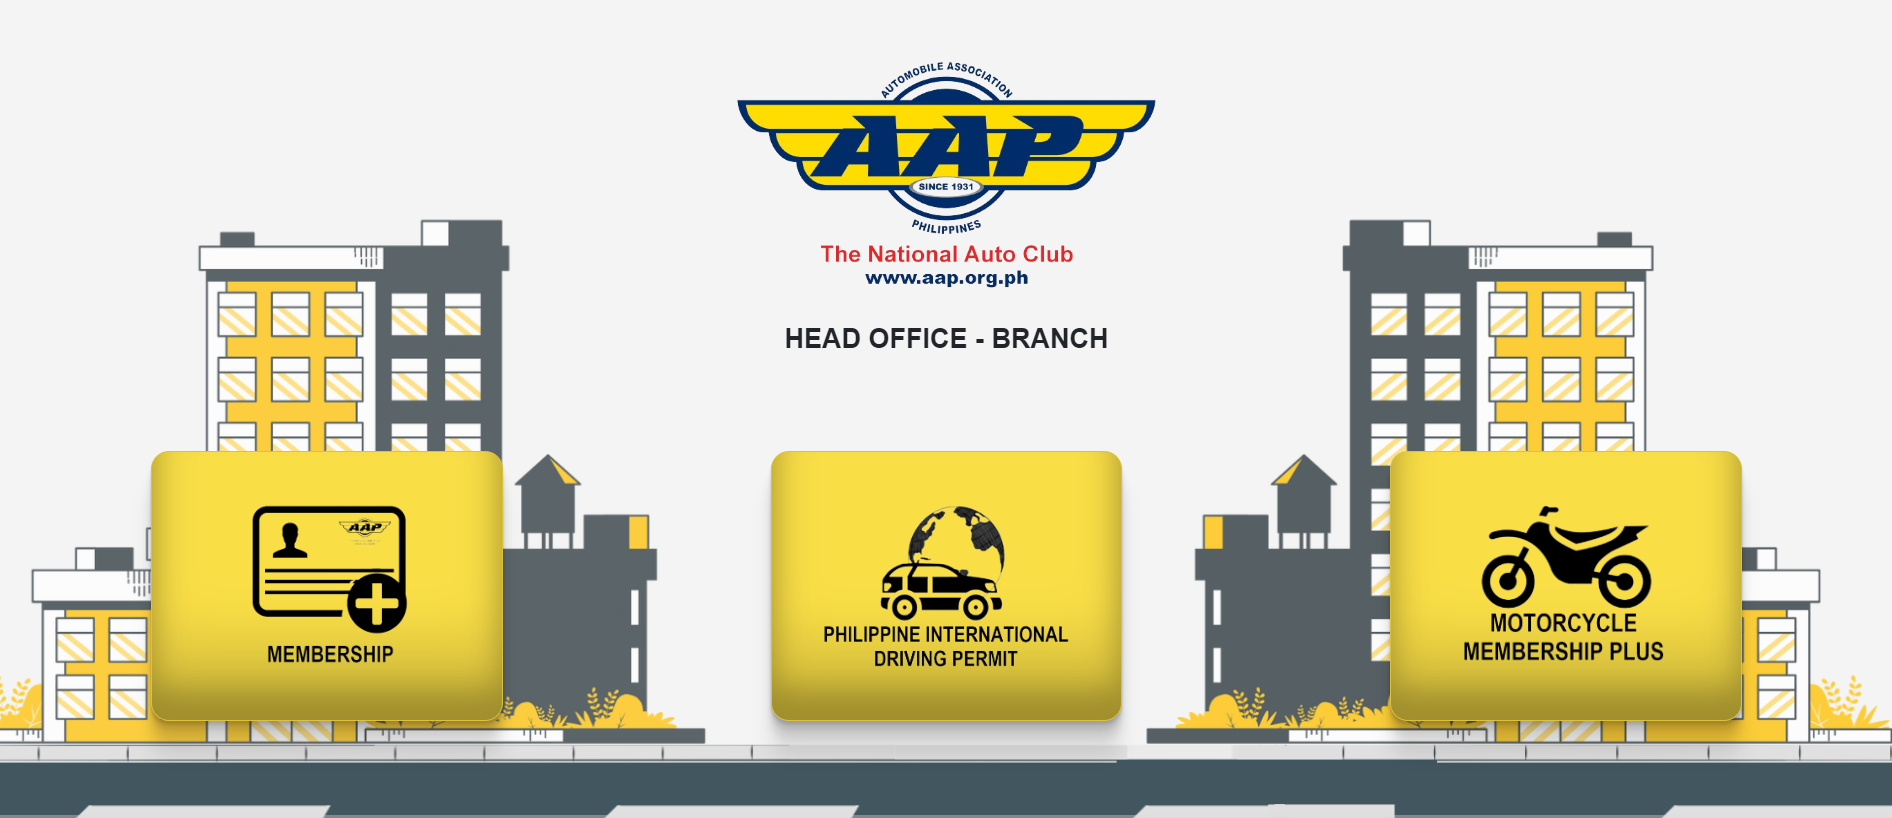 AUTOMOBILE ASSOCIATION
AAP
SINCE 1931
PHILIPPINES
The National Auto Club
www.aap.org.ph
HEAD OFFICE - BRANCH
AAP
MEMBERSHIP
PHILIPPINE INTERNATIONAL
DRIVING PERMIT
MOTORCYCLE
MEMBERSHIP PLUS